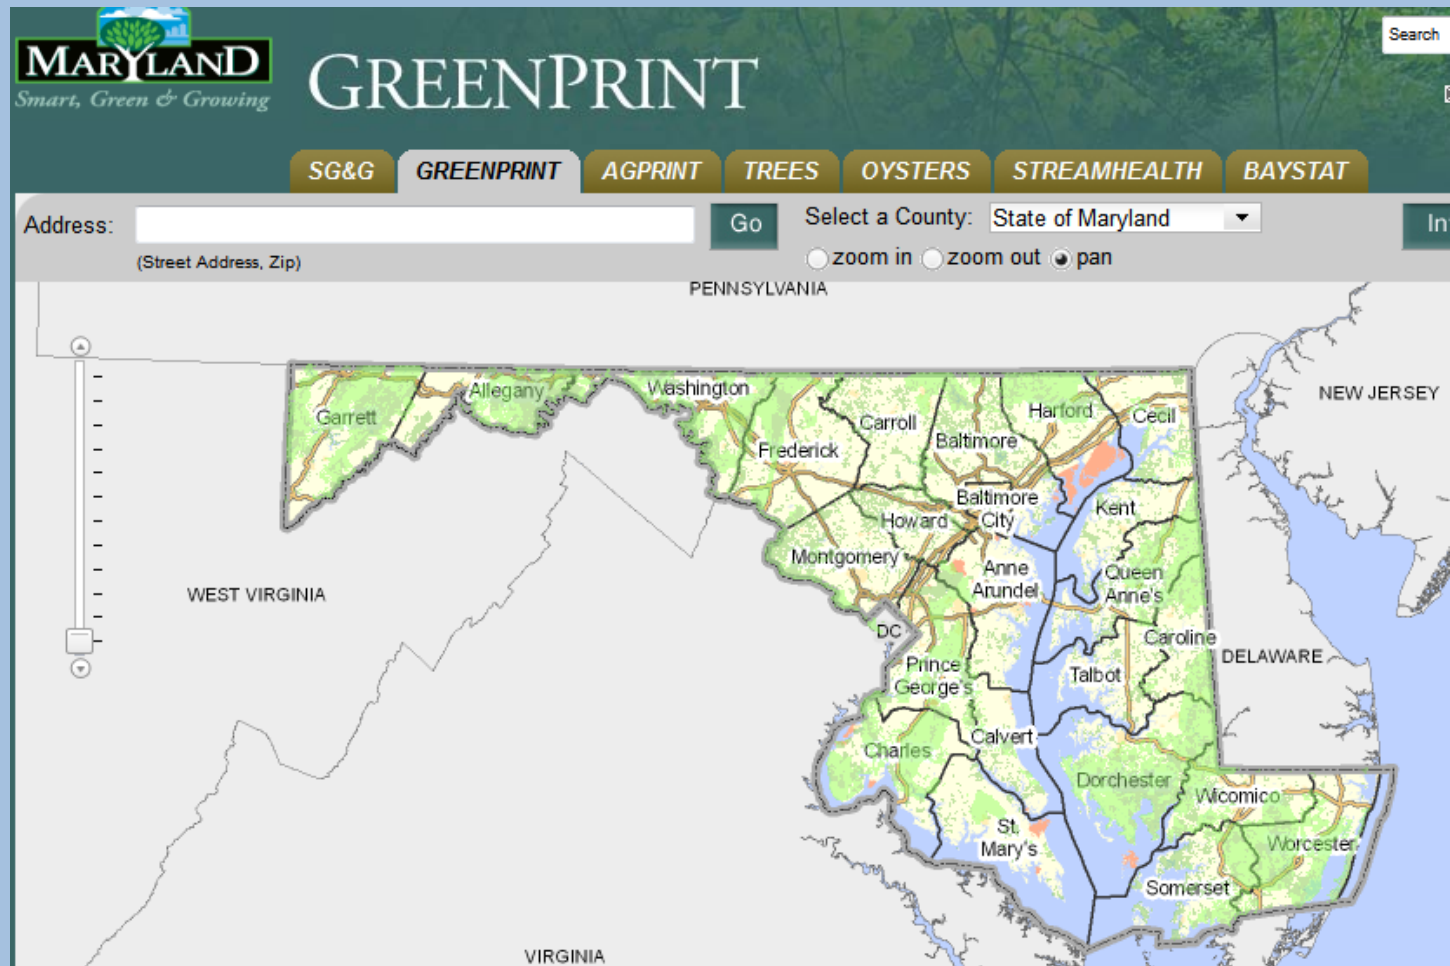 MARYLAND
Smart, Green & Growing
GREENPRINT
Search
SG&G GREENPRINT AGPRINT TREES OYSTERS STREAMHEALTH BAYSTAT
Address: Go Select a County: State of Maryland
(Street Address, Zip) zoom in zoom out pan
PENNSYLVANIA
NEW JERSEY
Garrett
Allegany
Washington
Frederick
Carroll
Baltimore
Harford
Cecil
Baltimore
City
Kent
Howard
Montgomery
Anne
Arundel
Queen
Anne's
WEST VIRGINIA
DC
Caroline
DELAWARE
Prince
George's
Talbot
Charles
Calvert
Dorchester
Wicomico
St.
Mary's
Worcester
Somerset
VIRGINIA